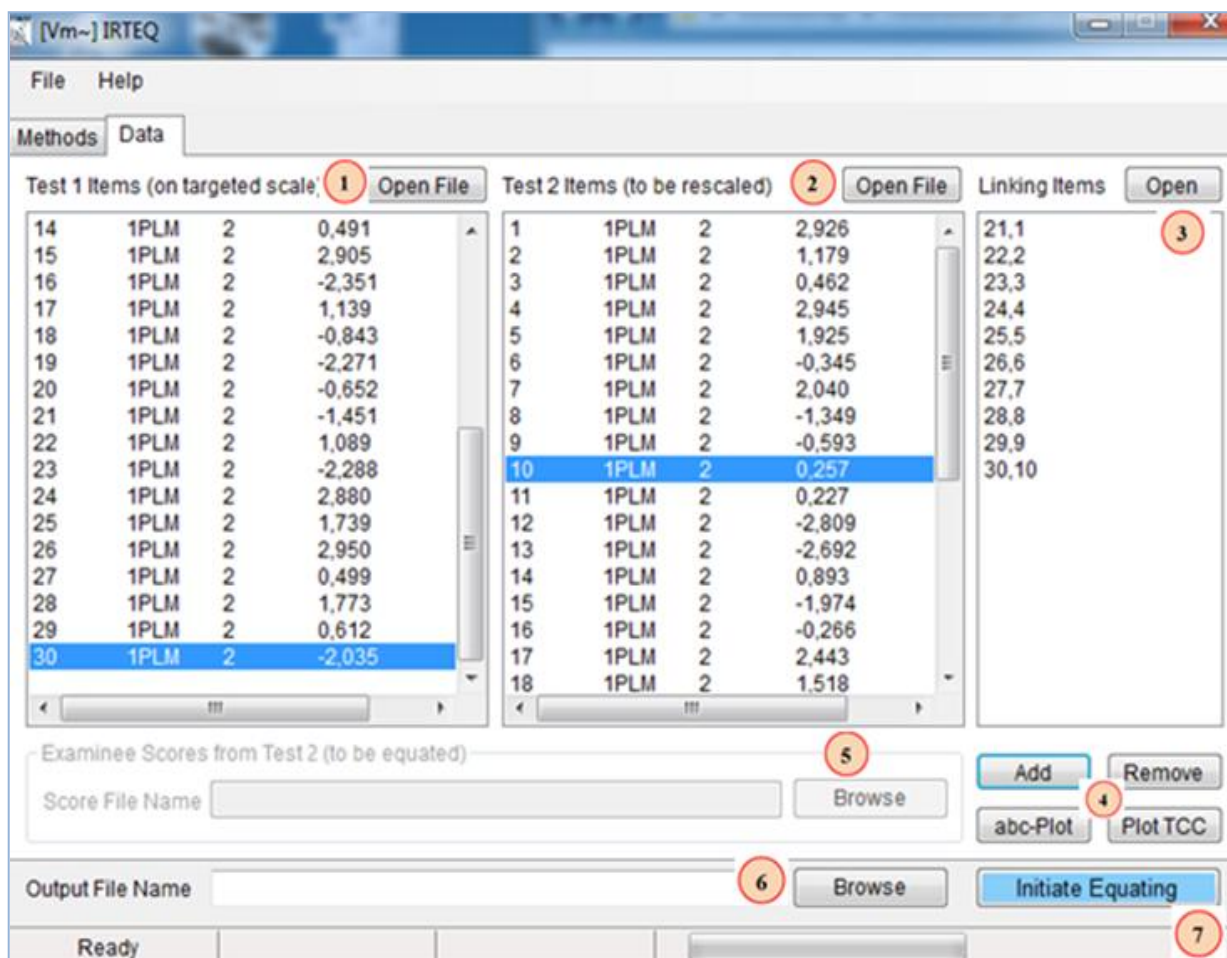 [Vm~] IRTEQ
File Help
Methods Data
Test 1 Items (on targeted scale) 1 Open File
14 1PLM 2 0,491
15 1PLM 2 2,905
16 1PLM 2 -2,351
17 1PLM 2 1,139
18 1PLM 2 -0,843
19 1PLM 2 -2,271
20 1PLM 2 -0,652
21 1PLM 2 -1,451
22 1PLM 2 1,089
23 1PLM 2 -2,288
24 1PLM 2 2,880
25 1PLM 2 1,739
26 1PLM 2 2,950
27 1PLM 2 0,499
28 1PLM 2 1,773
29 1PLM 2 0,612
30 1PLM 2 -2,035
Test 2 Items (to be rescaled) 2 Open File
1 1PLM 2 2,926
2 1PLM 2 1,179
3 1PLM 2 0,462
4 1PLM 2 2,945
5 1PLM 2 1,925
6 1PLM 2 -0,345
7 1PLM 2 2,040
8 1PLM 2 -1,349
9 1PLM 2 -0,593
10 1PLM 2 0,257
11 1PLM 2 0,227
12 1PLM 2 -2,809
13 1PLM 2 -2,692
14 1PLM 2 0,893
15 1PLM 2 -1,974
16 1PLM 2 -0,266
17 1PLM 2 2,443
18 1PLM 2 1,518
Linking Items Open
3
21,1
22,2
23,3
24,4
25,5
26,6
27,7
28,8
29,9
30,10
Examinee Scores from Test 2 (to be equated) 5
Score File Name Browse
Add Remove
4
abc-Plot Plot TCC
Output File Name 6 Browse Initiate Equating
7
Ready